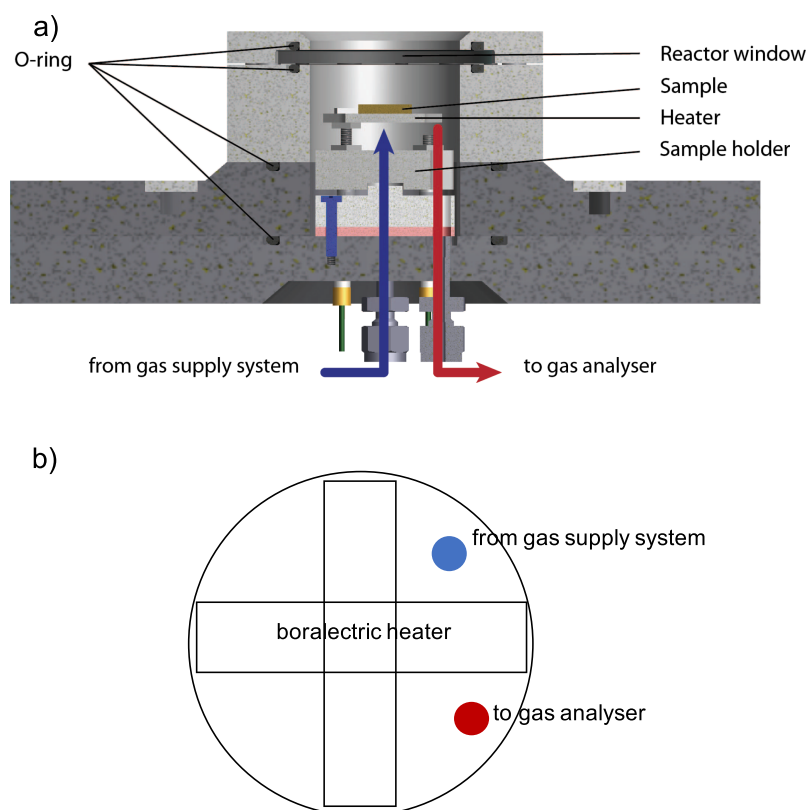 a)
O-ring
Reactor window
Sample
Heater
Sample holder
from gas supply system
to gas analyser
b)
from gas supply system
boralectric heater
to gas analyser